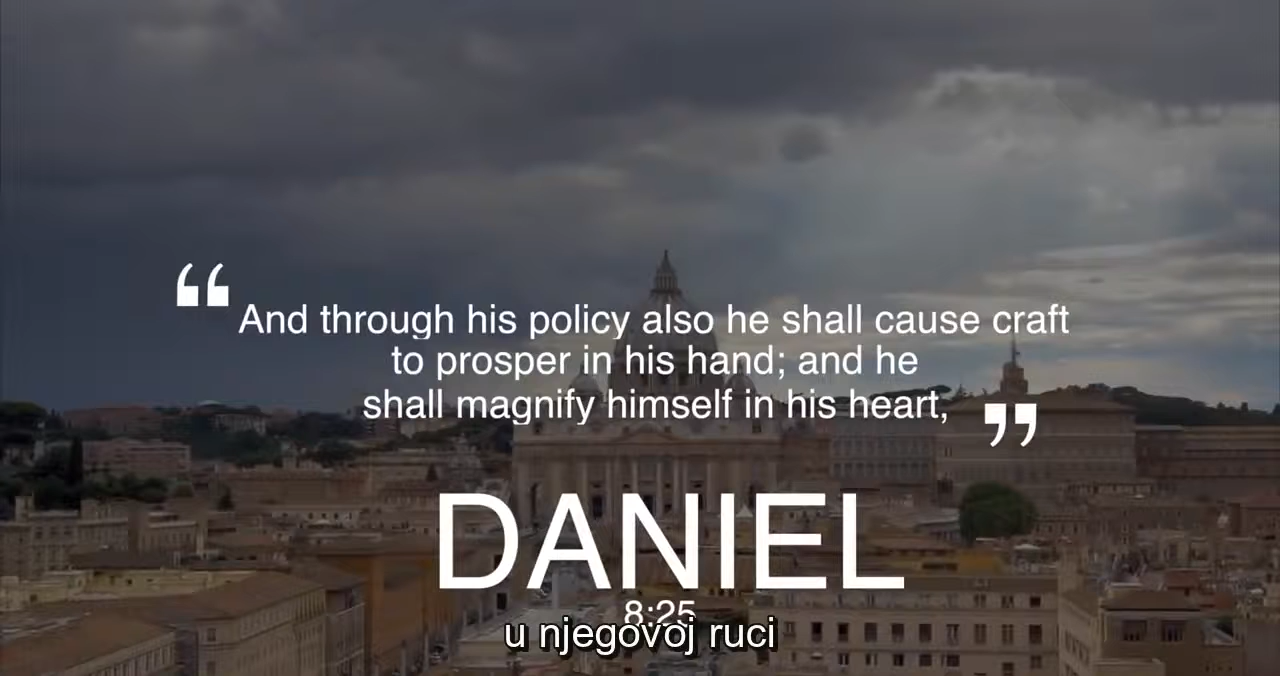 “ And through his policy also he shall cause craft
to prosper in his hand; and he
shall magnify himself in his heart, ”
DANIEL
8:25
u njegovoj ruci